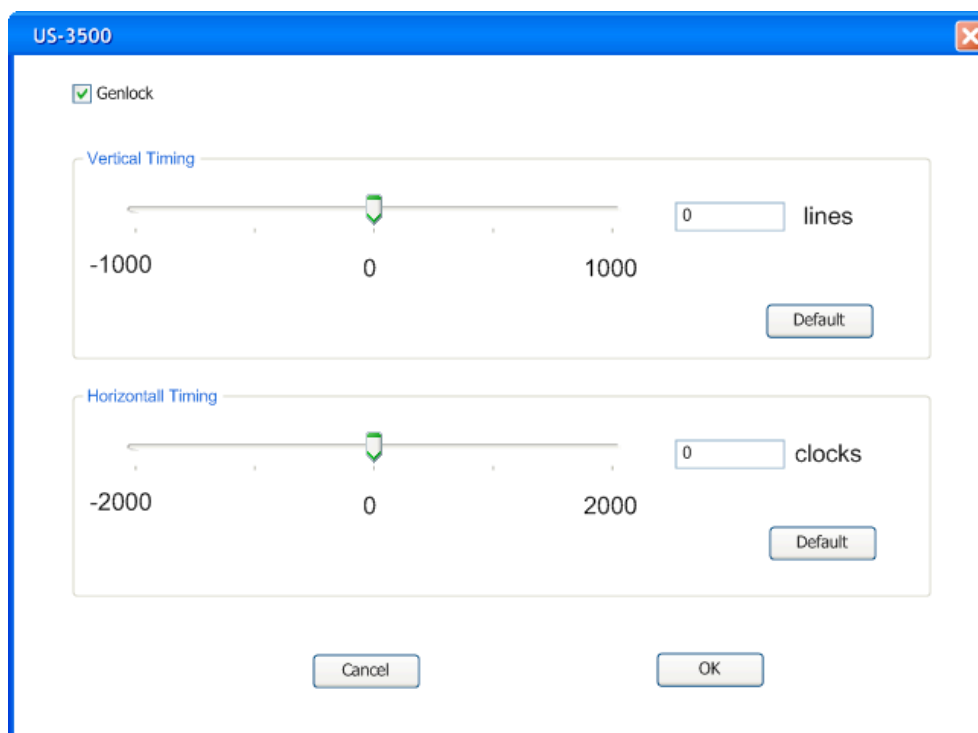 US-3500
Genlock
Vertical Timing
0 lines
-1000 0 1000
Default
Horizontall Timing
0 clocks
-2000 0 2000
Default
Cancel OK